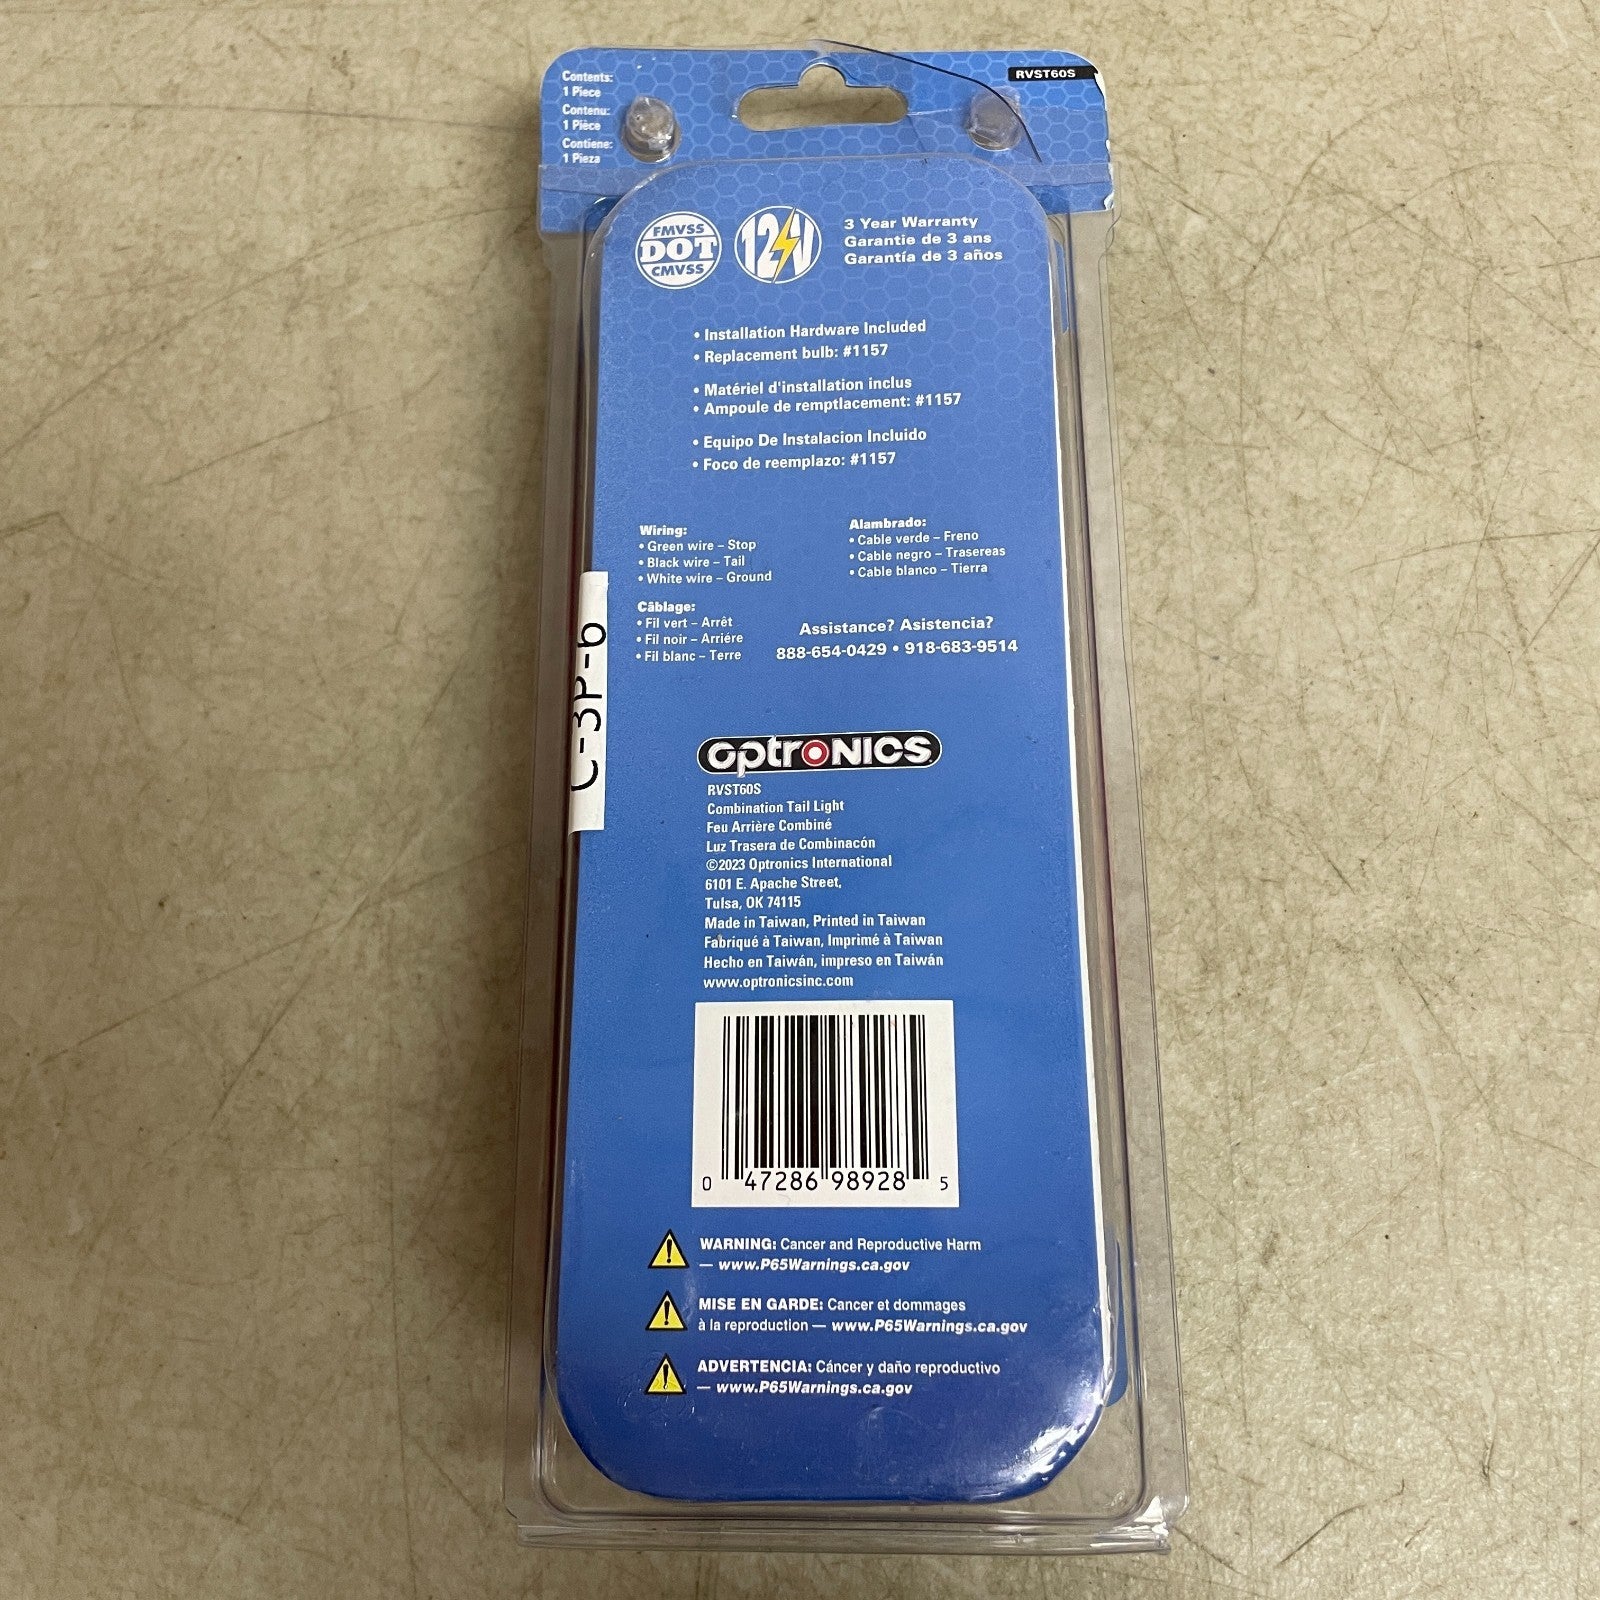 Contents:
1 Piece
Contenu:
1 Pièce
Contiene:
1 Pieza
RVST60S
FMVSS
DOT
CMVSS
12V
3 Year Warranty
Garantie de 3 ans
Garantía de 3 años
• Installation Hardware Included
• Replacement bulb: #1157
• Matériel d'installation inclus
• Ampoule de remptlacement: #1157
• Equipo De Instalacion Incluido
• Foco de reemplazo: #1157
Wiring:
• Green wire – Stop
• Black wire – Tail
• White wire – Ground
Alambrado:
• Cable verde – Freno
• Cable negro – Trasereas
• Cable blanco – Tierra
Câblage:
• Fil vert – Arrêt
• Fil noir – Arriére
• Fil blanc – Terre
Assistance? Asistencia?
888-654-0429 • 918-683-9514
C-3P-6
optronics
RVST60S
Combination Tail Light
Feu Arrière Combiné
Luz Trasera de Combinacón
©2023 Optronics International
6101 E. Apache Street,
Tulsa, OK 74115
Made in Taiwan, Printed in Taiwan
Fabriqué à Taiwan, Imprimé à Taiwan
Hecho en Taiwán, impreso en Taiwán
www.optronicsinc.com
0 47286 98928 5
WARNING: Cancer and Reproductive Harm
— www.P65Warnings.ca.gov
MISE EN GARDE: Cancer et dommages
à la reproduction — www.P65Warnings.ca.gov
ADVERTENCIA: Cáncer y daño reproductivo
— www.P65Warnings.ca.gov